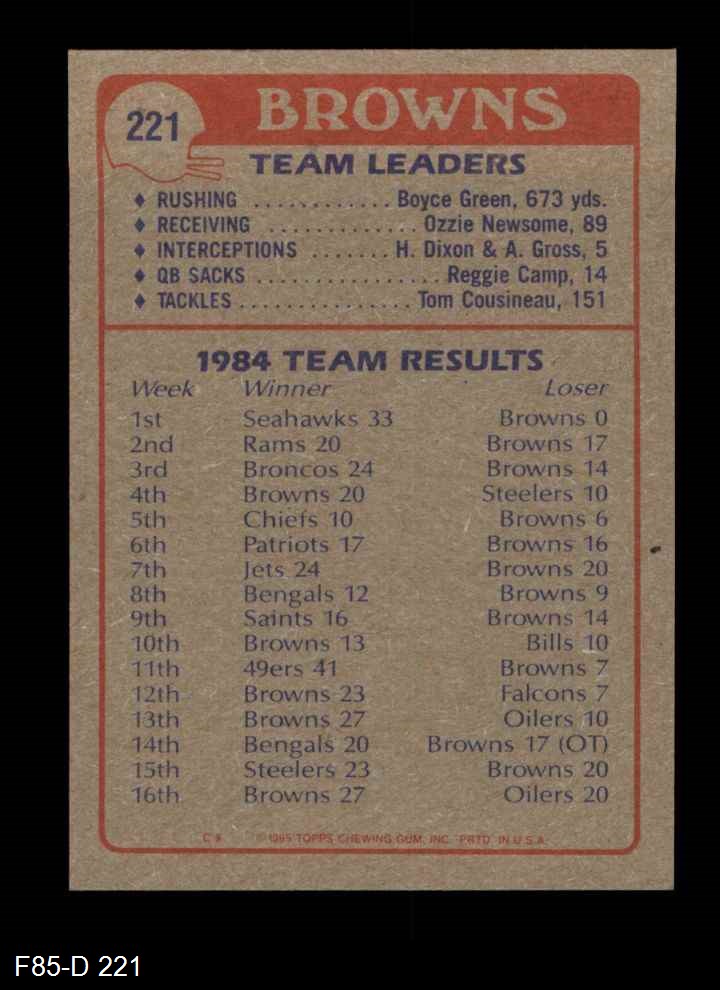 221
BROWNS
TEAM LEADERS
♦ RUSHING ............ Boyce Green, 673 yds.
♦ RECEIVING ............. Ozzie Newsome, 89
♦ INTERCEPTIONS ....... H. Dixon & A. Gross, 5
♦ QB SACKS ................ Reggie Camp, 14
♦ TACKLES ............... Tom Cousineau, 151
1984 TEAM RESULTS
Week Winner Loser
1st Seahawks 33 Browns 0
2nd Rams 20 Browns 17
3rd Broncos 24 Browns 14
4th Browns 20 Steelers 10
5th Chiefs 10 Browns 6
6th Patriots 17 Browns 16
7th Jets 24 Browns 20
8th Bengals 12 Browns 9
9th Saints 16 Browns 14
10th Browns 13 Bills 10
11th 49ers 41 Browns 7
12th Browns 23 Falcons 7
13th Browns 27 Oilers 10
14th Bengals 20 Browns 17 (OT)
15th Steelers 23 Browns 20
16th Browns 27 Oilers 20
© 1985 TOPPS CHEWING GUM, INC. PRTD. IN U.S.A.
F85-D 221